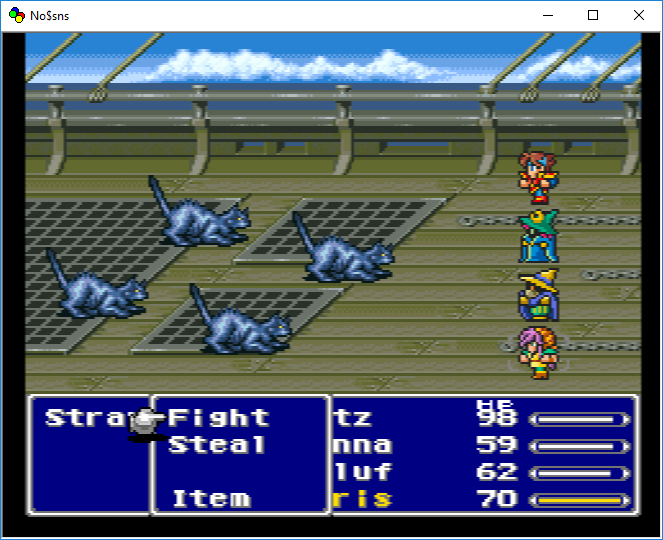 No$sns
HP
Stra Fight tz 98
Steal nna 59
luf 62
Item ris 70